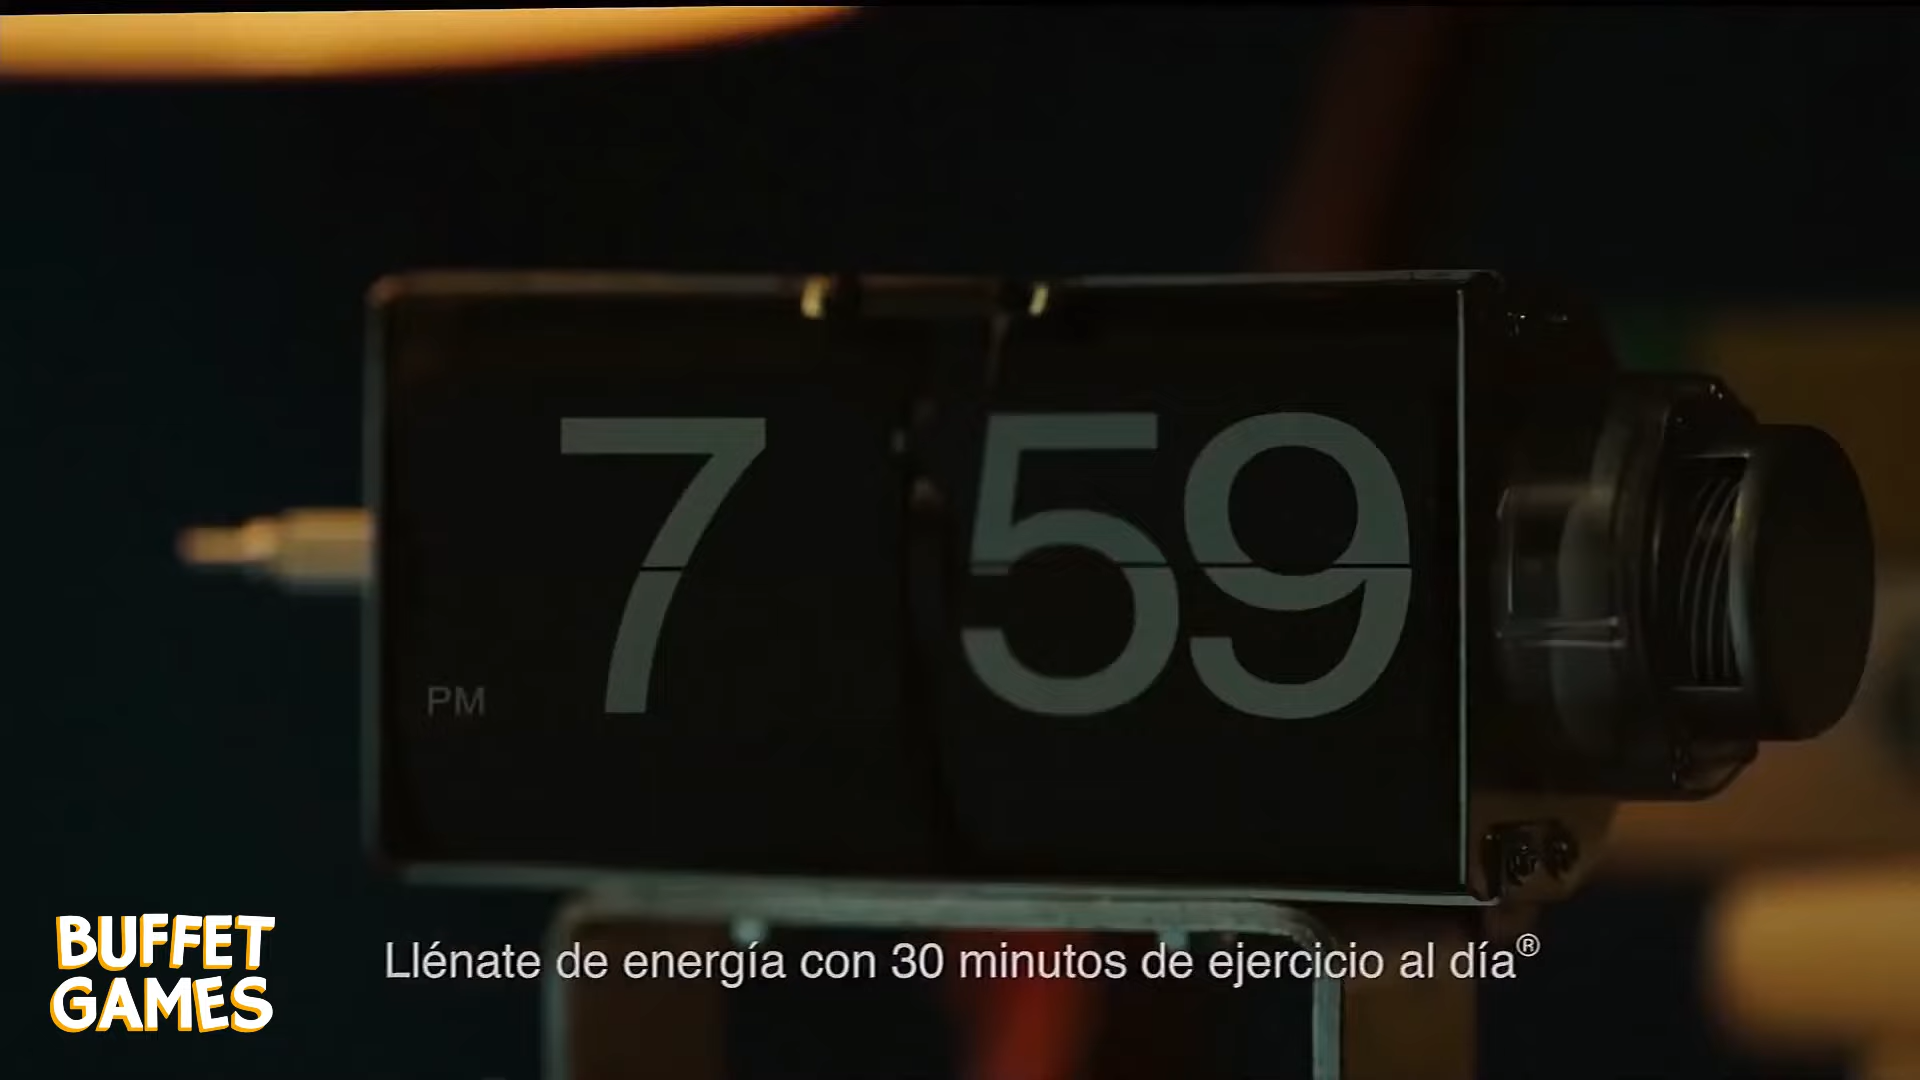 7 59
PM
BUFFET
GAMES
Llénate de energía con 30 minutos de ejercicio al día®